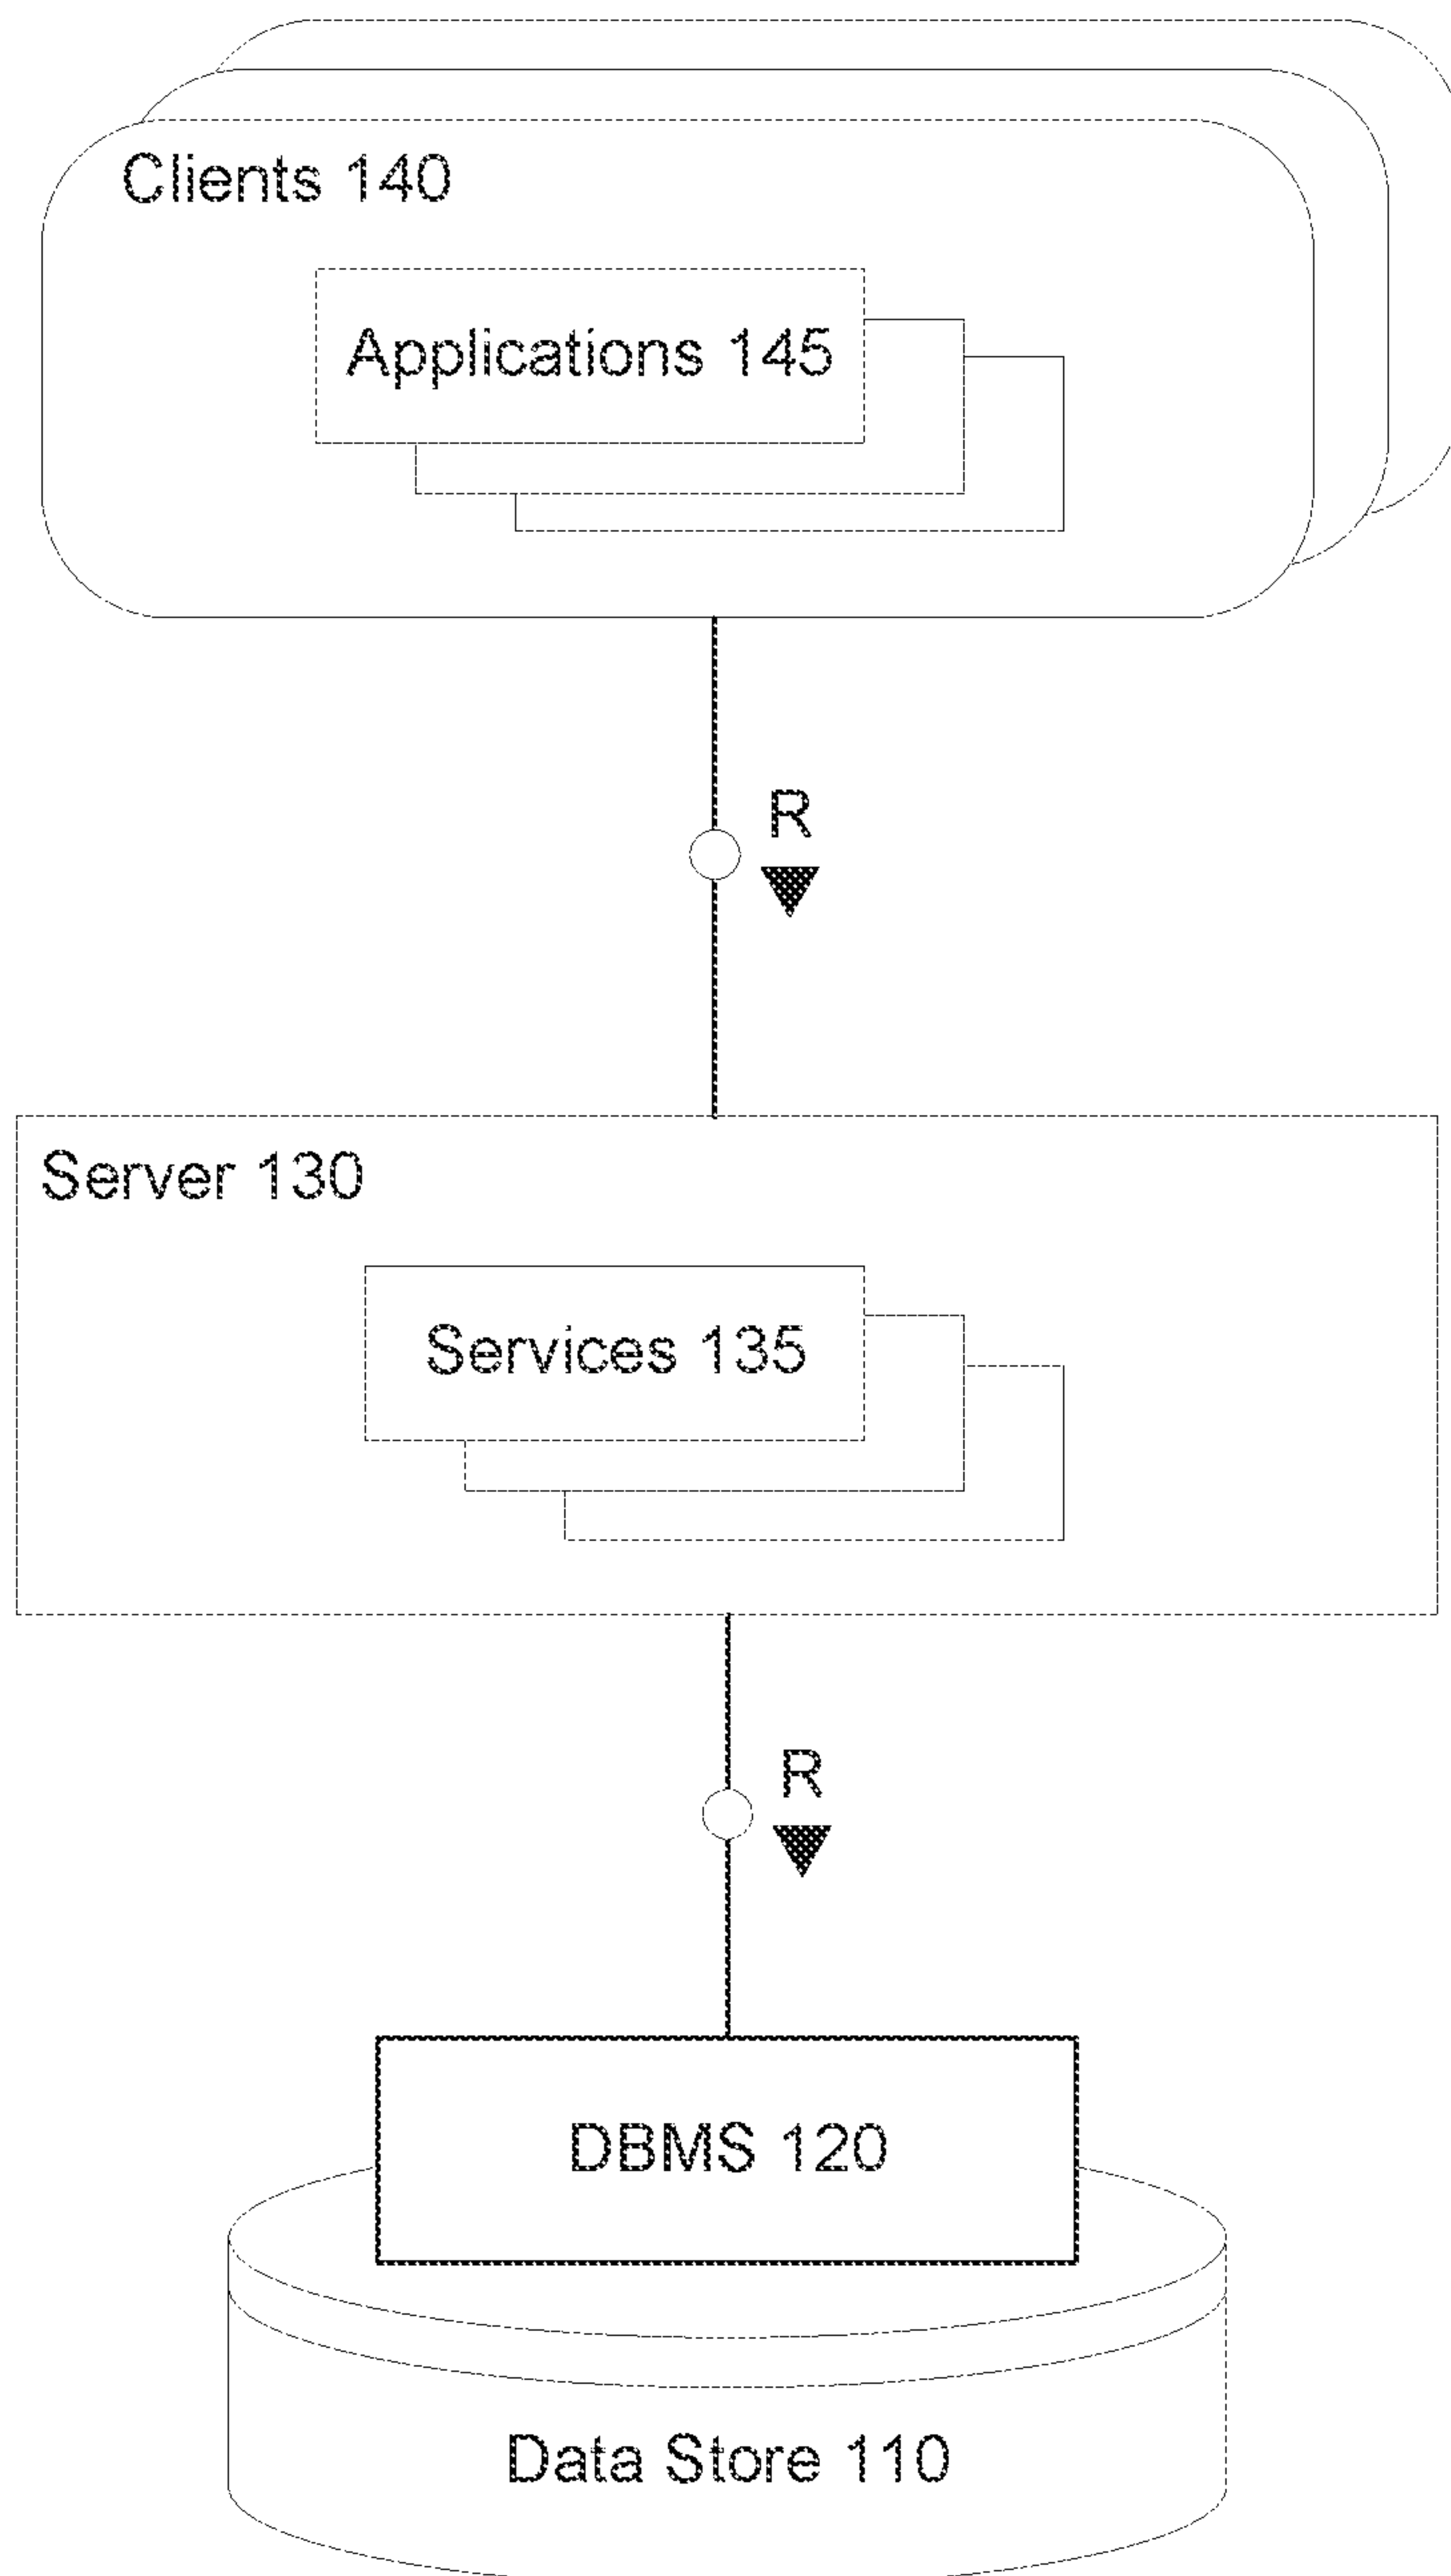 Clients 140
Applications 145
R
Server 130
Services 135
R
DBMS 120
Data Store 110